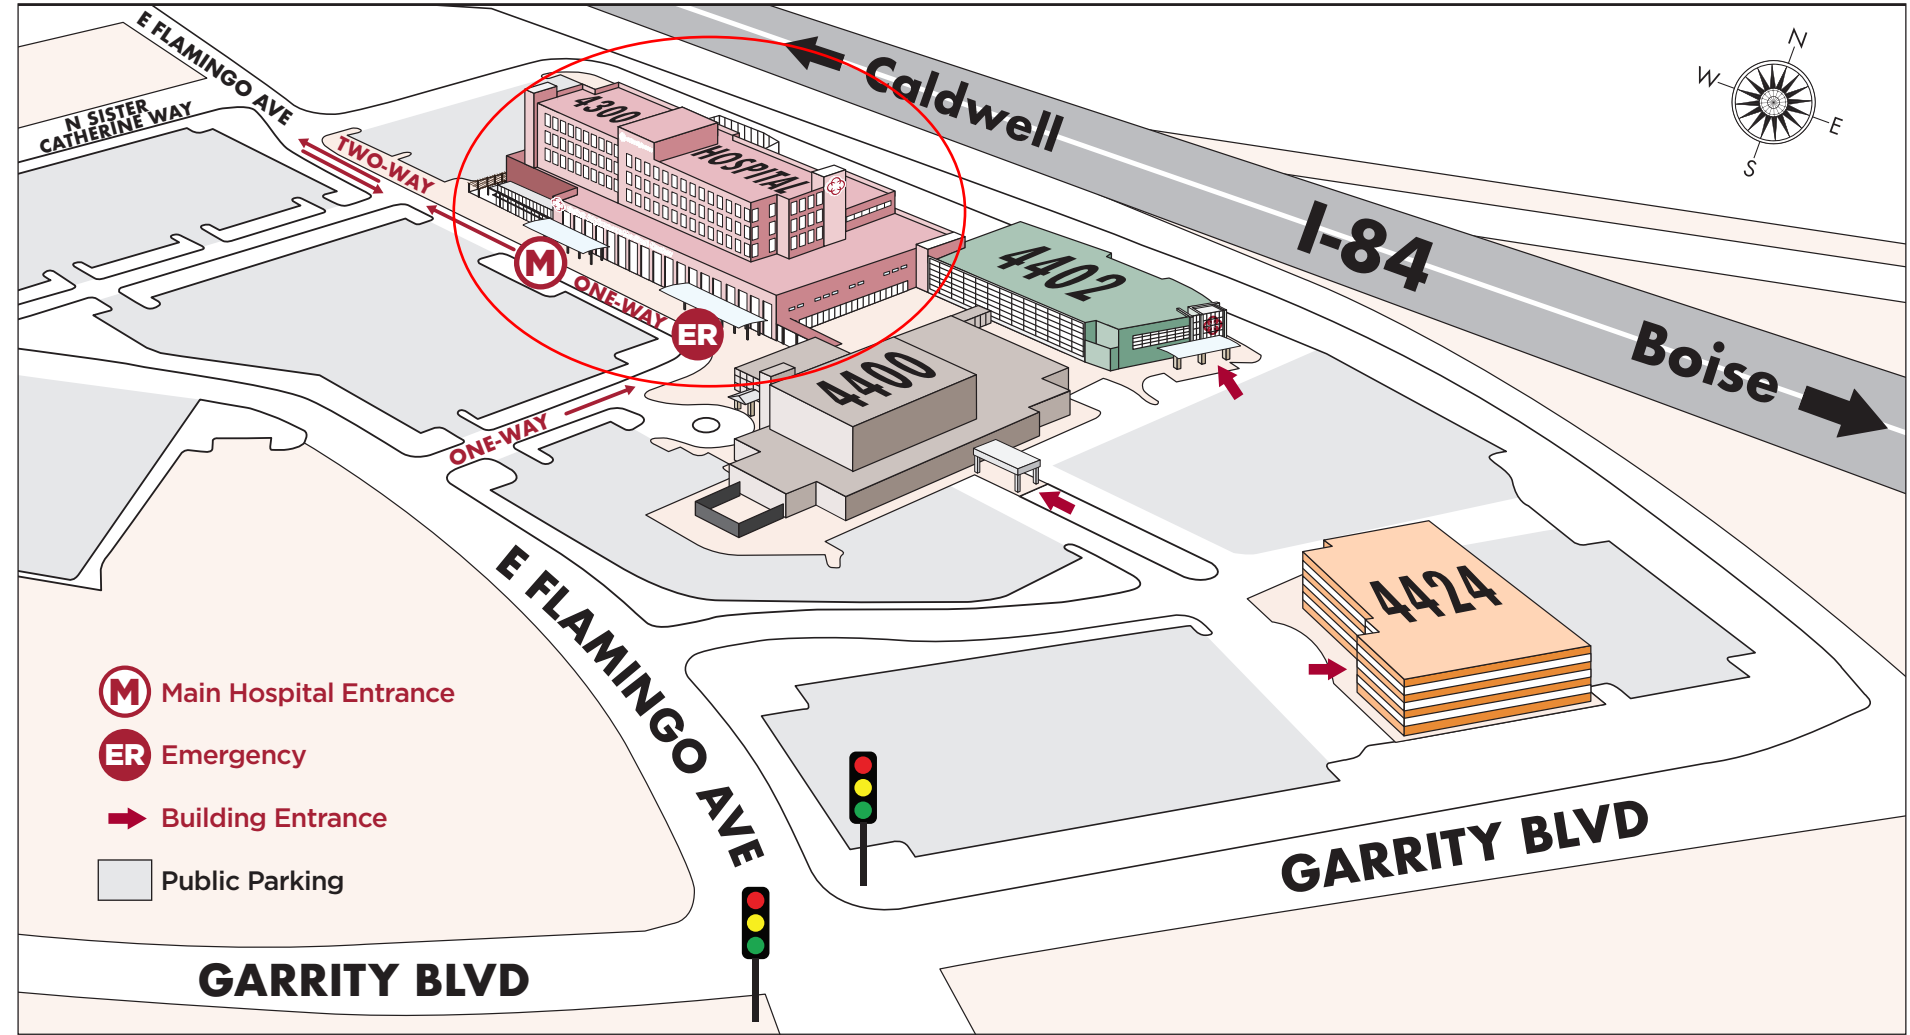 E FLAMINGO AVE
N SISTER
CATHERINE WAY
TWO-WAY
4300
HOSPITAL
Caldwell
N
W
E
S
I-84
Boise
M
ONE-WAY
ER
4402
4400
ONE-WAY
4424
E FLAMINGO AVE
M Main Hospital Entrance
ER Emergency
Building Entrance
Public Parking
GARRITY BLVD
GARRITY BLVD